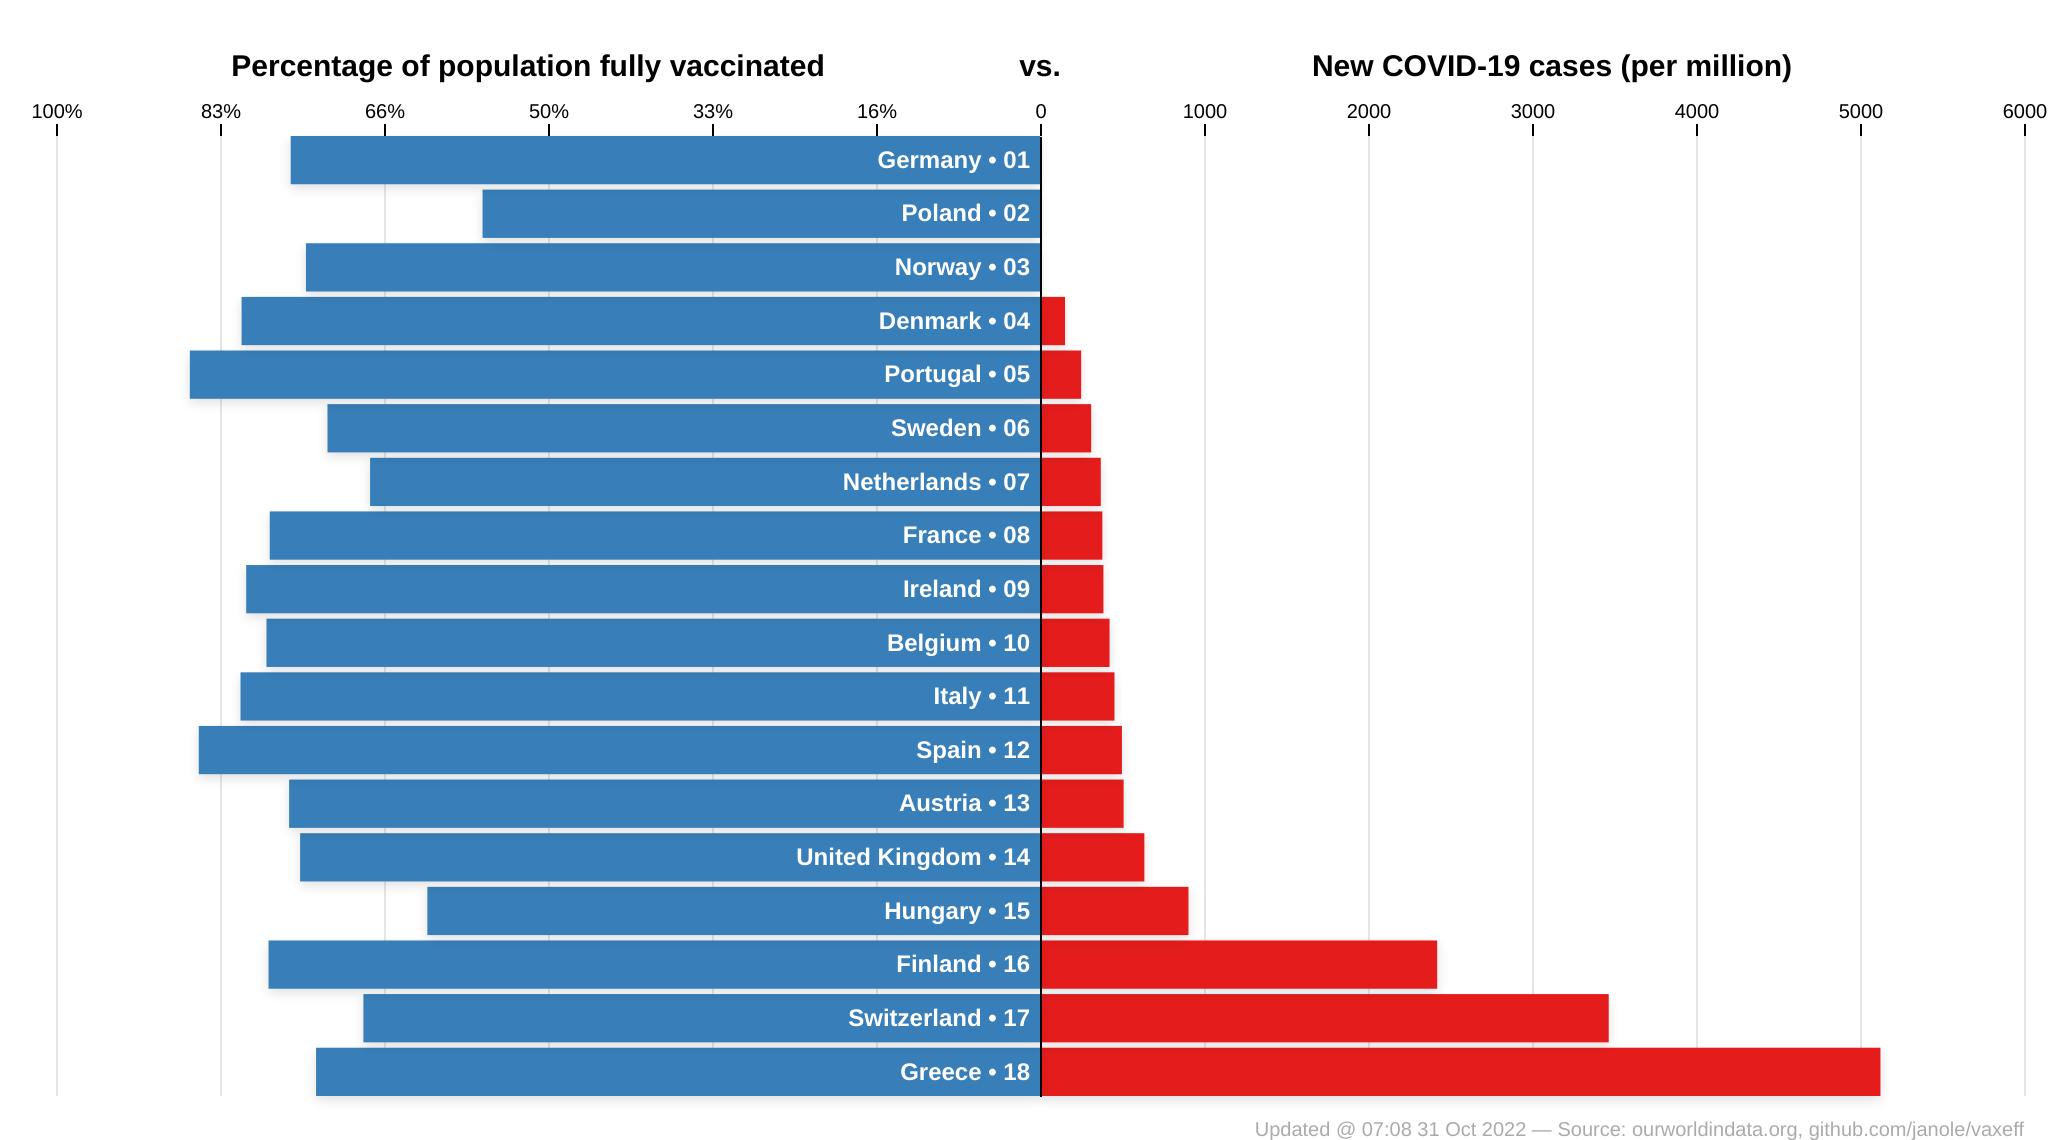 Percentage of population fully vaccinated vs. New COVID-19 cases (per million)
100% 83% 66% 50% 33% 16% 0 1000 2000 3000 4000 5000 6000
Germany • 01
Poland • 02
Norway • 03
Denmark • 04
Portugal • 05
Sweden • 06
Netherlands • 07
France • 08
Ireland • 09
Belgium • 10
Italy • 11
Spain • 12
Austria • 13
United Kingdom • 14
Hungary • 15
Finland • 16
Switzerland • 17
Greece • 18
Updated @ 07:08 31 Oct 2022 — Source: ourworldindata.org, github.com/janole/vaxeff